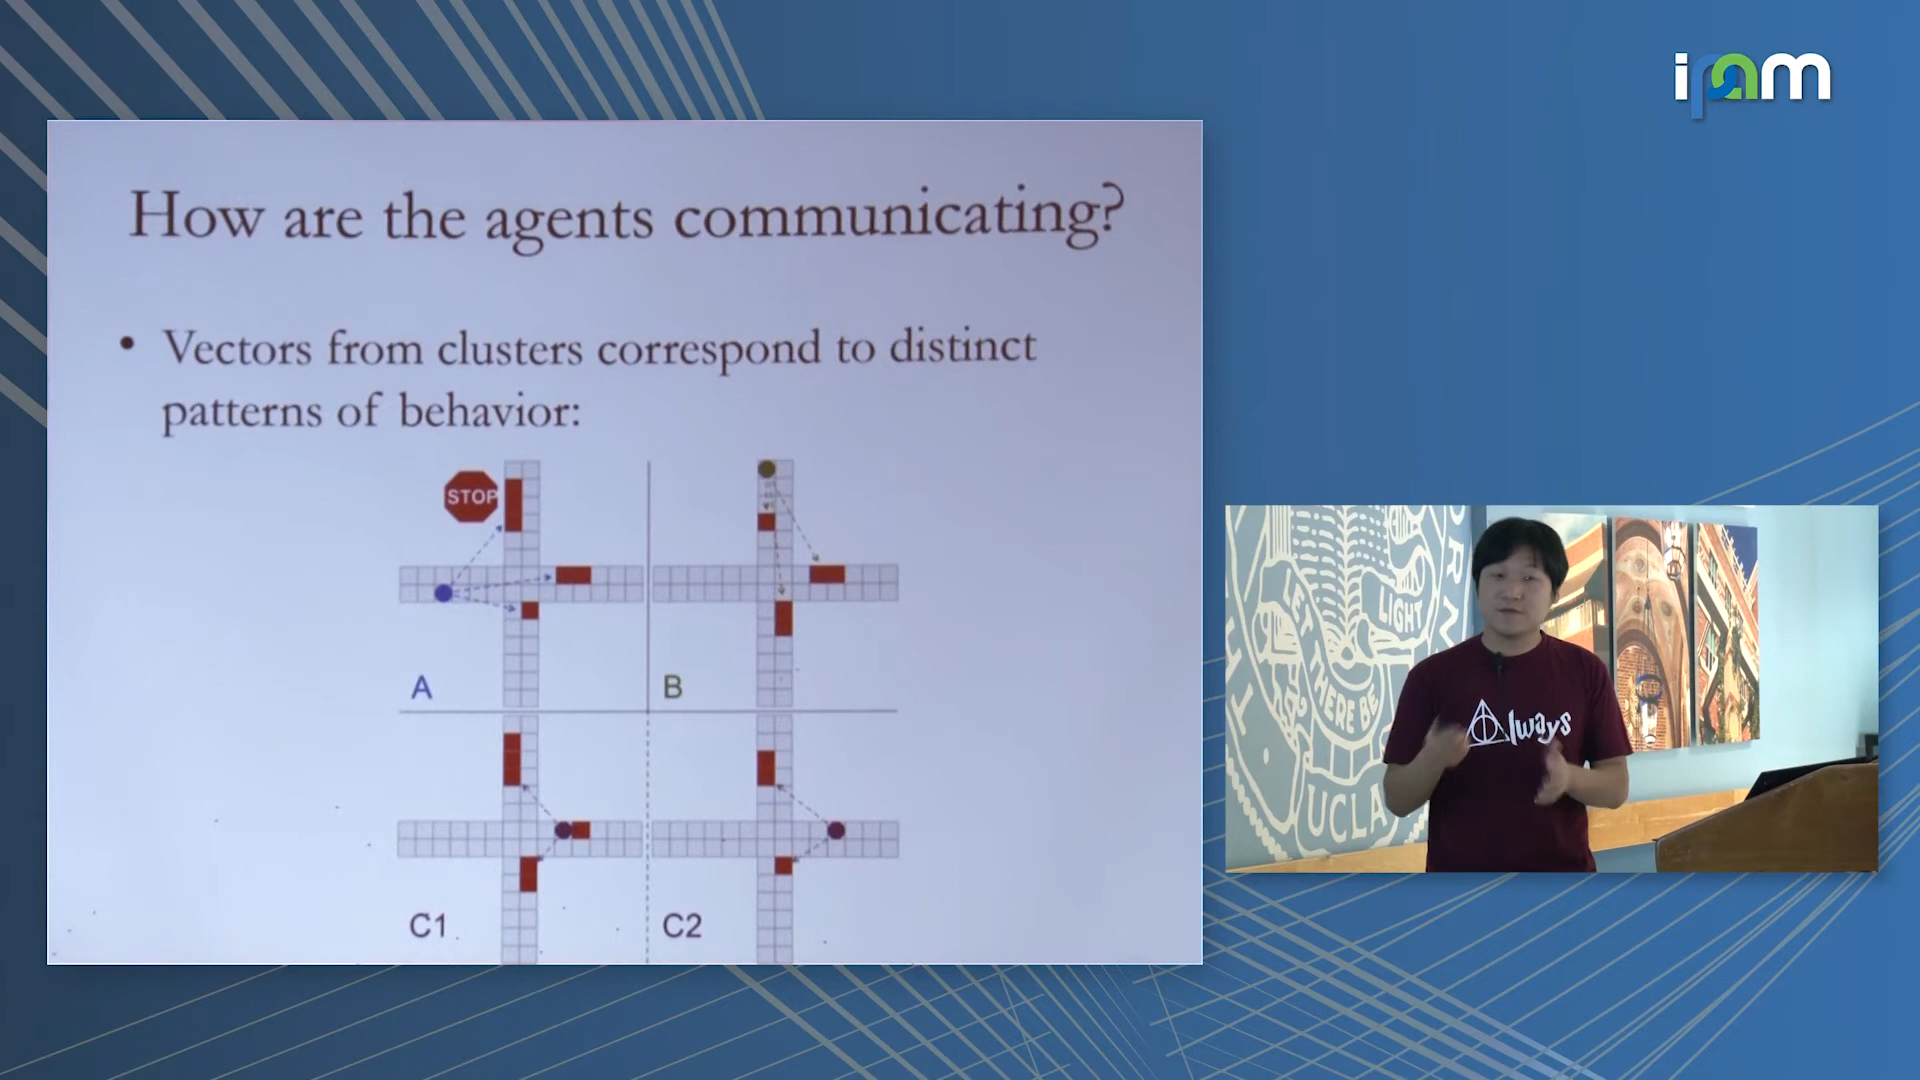 ipam
How are the agents communicating?
• Vectors from clusters correspond to distinct
patterns of behavior:
STOP
A
B
C1
C2
LET THERE BE
LIGHT
UCLA
Always